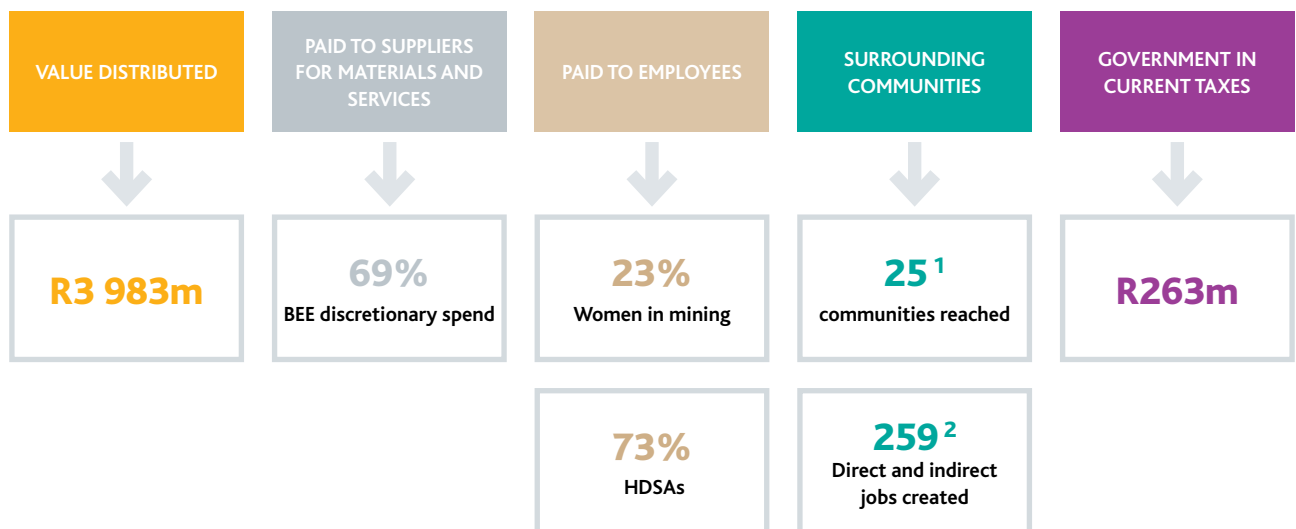 VALUE DISTRIBUTED
PAID TO SUPPLIERS
FOR MATERIALS AND
SERVICES
PAID TO EMPLOYEES
SURROUNDING
COMMUNITIES
GOVERNMENT IN
CURRENT TAXES
R3 983m
69%
BEE discretionary spend
23%
Women in mining
25 ¹
communities reached
R263m
73%
HDSAs
259 ²
Direct and indirect
jobs created